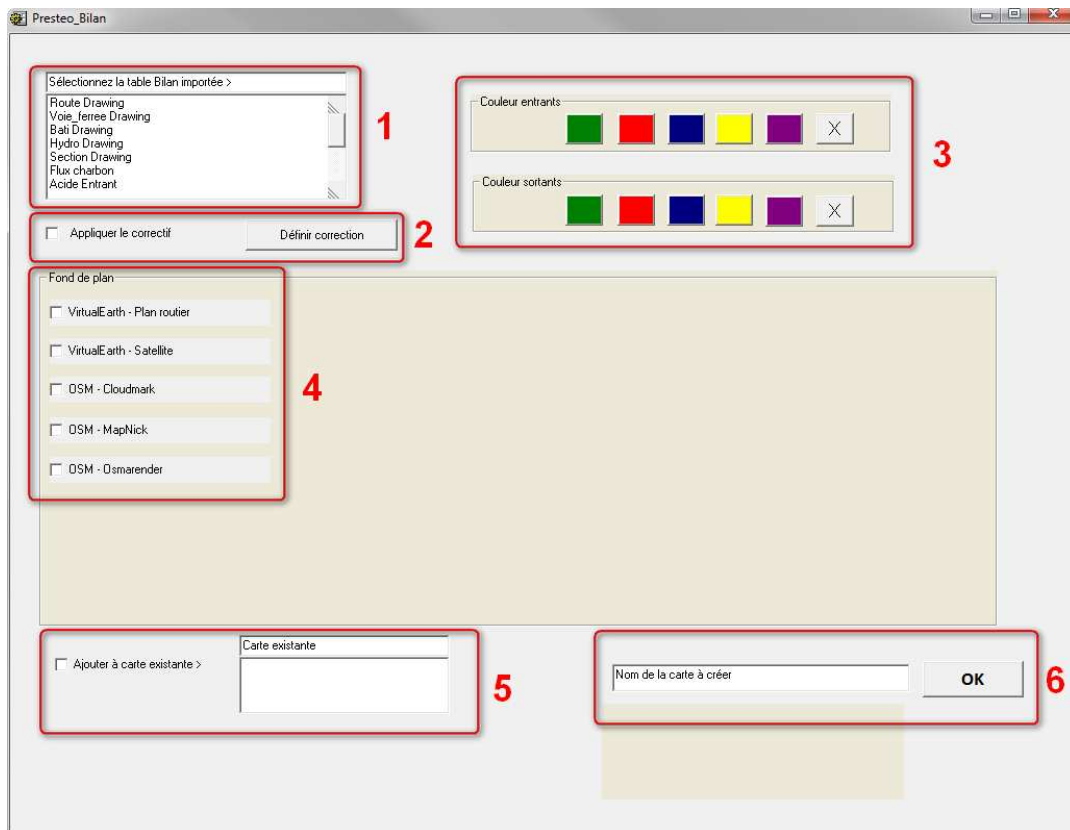 Presteo_Bilan
Sélectionnez la table Bilan importée >
Route Drawing
Voie_ferree Drawing
Bati Drawing
Hydro Drawing
Section Drawing
Flux charbon
Acide Entrant
1
Appliquer le correctif
Définir correction
2
Couleur entrants
X
Couleur sortants
X
3
Fond de plan
VirtualEarth - Plan routier
VirtualEarth - Satellite
OSM - Cloudmark
OSM - MapNick
OSM - Osmarender
4
Ajouter à carte existante >
Carte existante
5
Nom de la carte à créer
OK
6